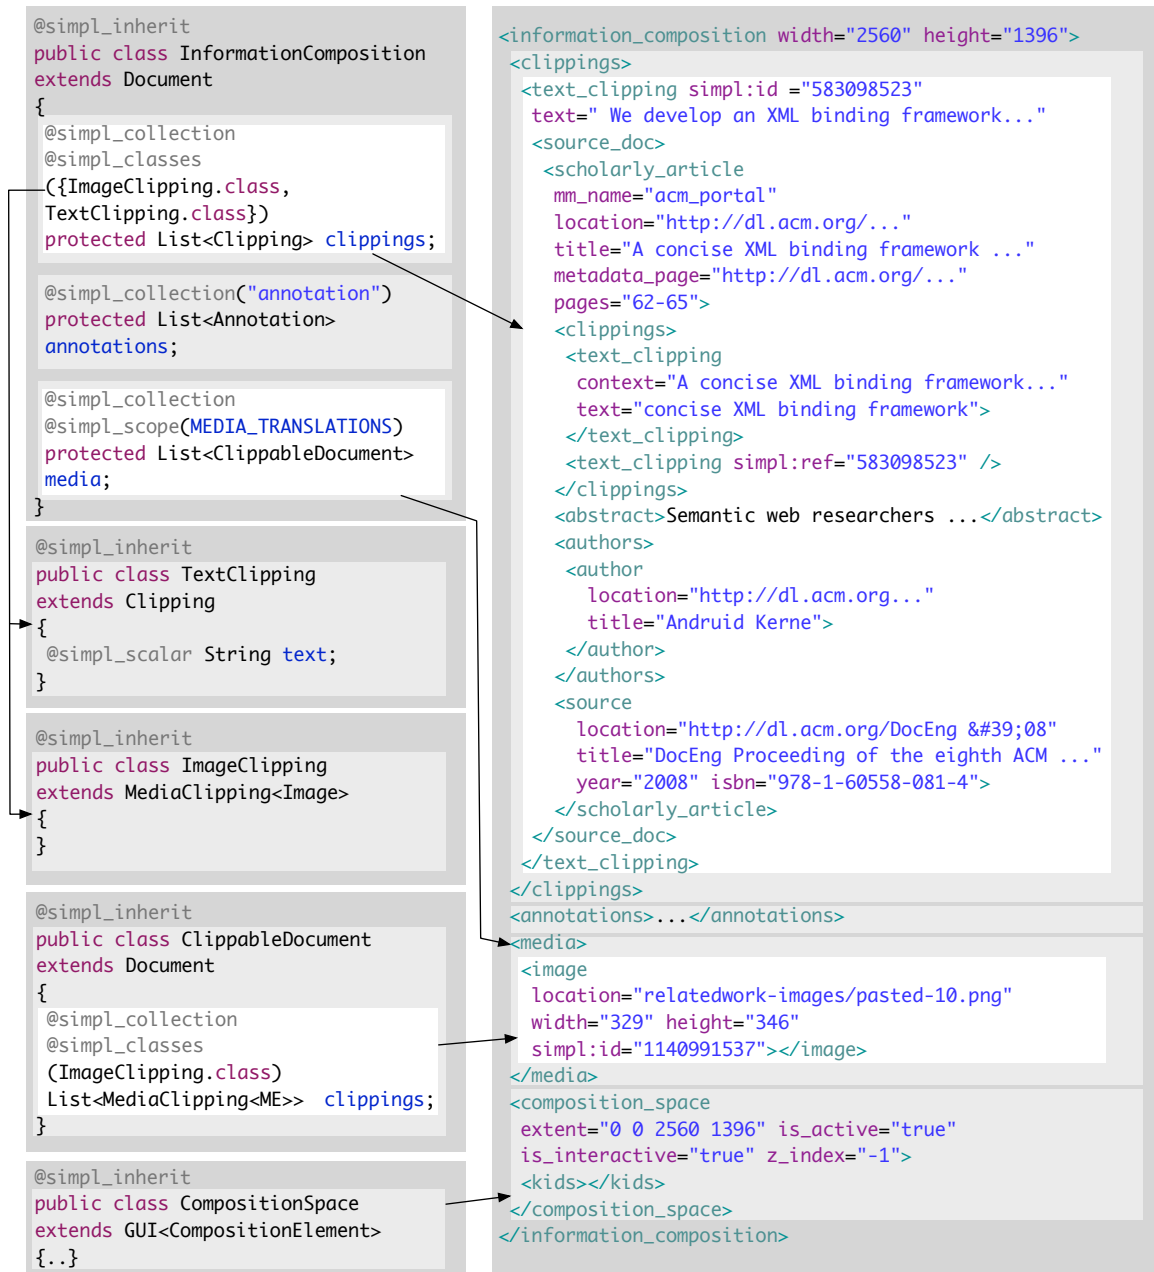 @simpl_inherit
public class InformationComposition
extends Document
{
@simpl_collection
@simpl_classes
({ImageClipping.class,
TextClipping.class})
protected List<Clipping> clippings;
@simpl_collection("annotation")
protected List<Annotation>
annotations;
@simpl_collection
@simpl_scope(MEDIA_TRANSLATIONS)
protected List<ClippableDocument>
media;
}
@simpl_inherit
public class TextClipping
extends Clipping
{
@simpl_scalar String text;
}
@simpl_inherit
public class ImageClipping
extends MediaClipping<Image>
{
}
@simpl_inherit
public class ClippableDocument
extends Document
{
@simpl_collection
@simpl_classes
(ImageClipping.class)
List<MediaClipping<ME>> clippings;
}
@simpl_inherit
public class CompositionSpace
extends GUI<CompositionElement>
{..}
<information_composition width="2560" height="1396">
<clippings>
<text_clipping simpl:id ="583098523"
text=" We develop an XML binding framework..."
<source_doc>
<scholarly_article
mm_name="acm_portal"
location="http://dl.acm.org/..."
title="A concise XML binding framework ..."
metadata_page="http://dl.acm.org/..."
pages="62-65">
<clippings>
<text_clipping
context="A concise XML binding framework..."
text="concise XML binding framework">
</text_clipping>
<text_clipping simpl:ref="583098523" />
</clippings>
<abstract>Semantic web researchers ...</abstract>
<authors>
<author
location="http://dl.acm.org..."
title="Andruid Kerne">
</author>
</authors>
<source
location="http://dl.acm.org/DocEng &#39;08"
title="DocEng Proceeding of the eighth ACM ..."
year="2008" isbn="978-1-60558-081-4">
</scholarly_article>
</source_doc>
</text_clipping>
</clippings>
<annotations>...</annotations>
<media>
<image
location="relatedwork-images/pasted-10.png"
width="329" height="346"
simpl:id="1140991537"></image>
</media>
<composition_space
extent="0 0 2560 1396" is_active="true"
is_interactive="true" z_index="-1">
<kids></kids>
</composition_space>
</information_composition>